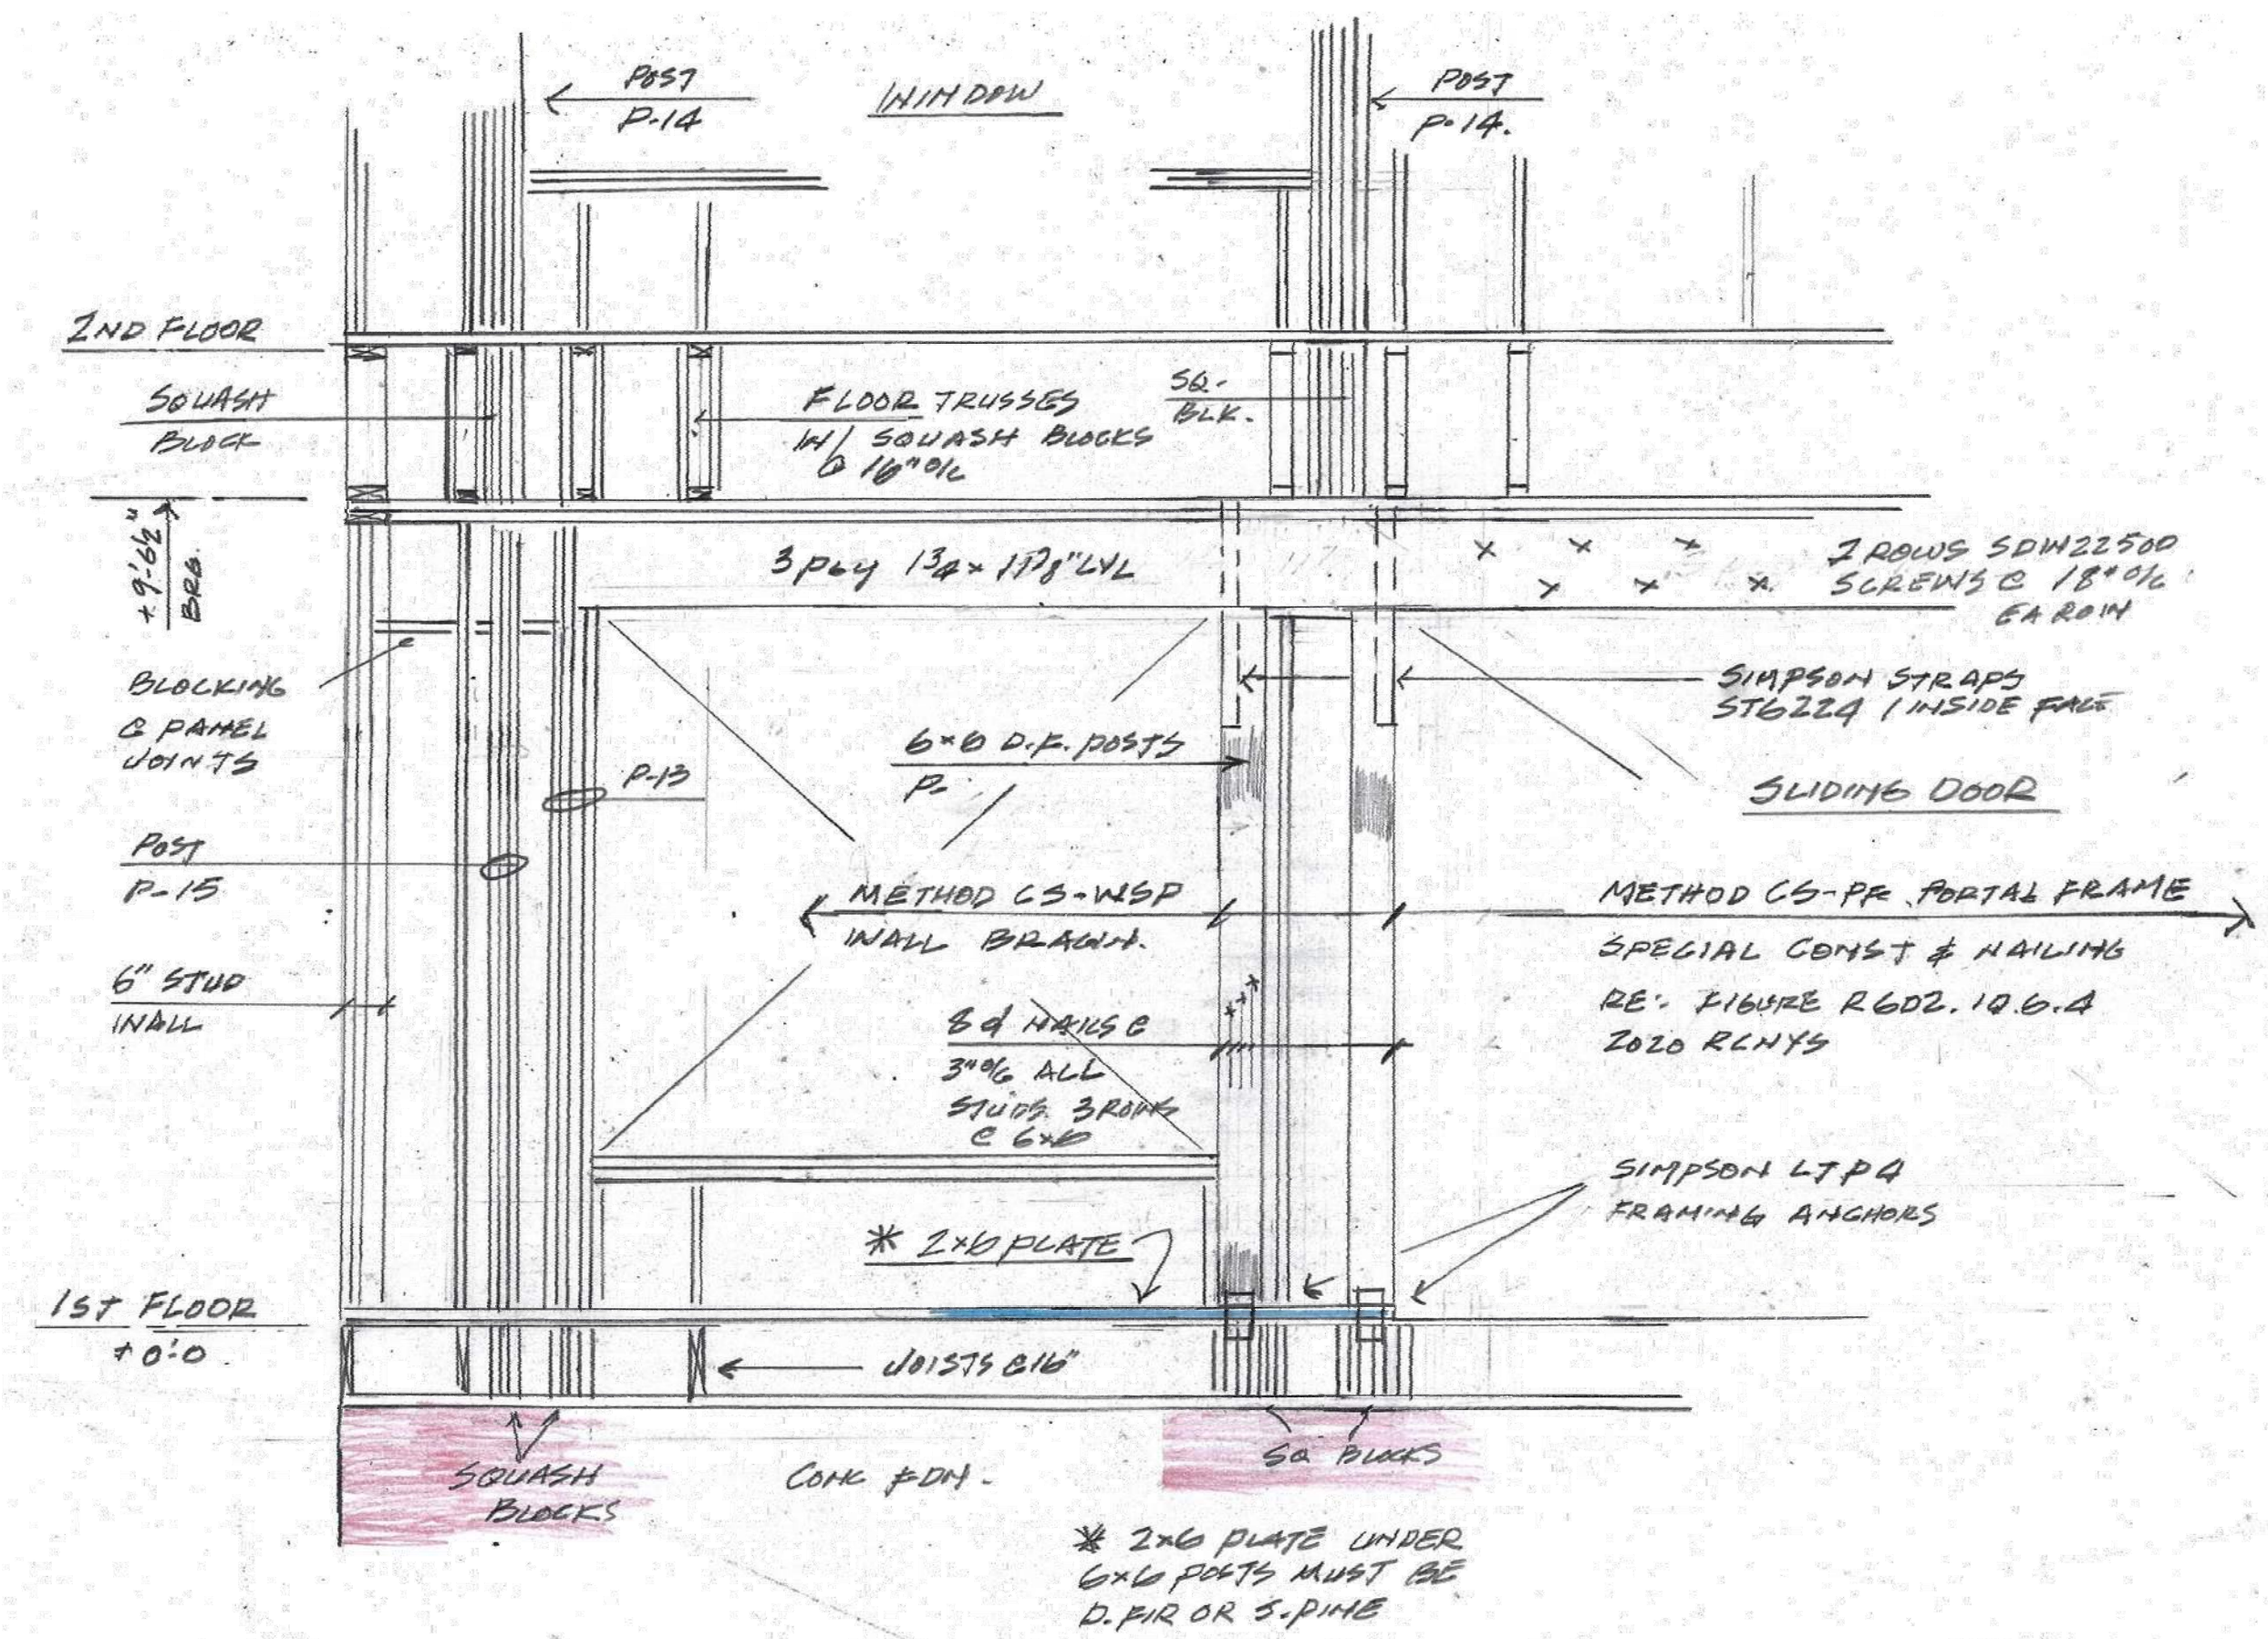 POST
P-14
WINDOW
POST
P-14.
2ND FLOOR
SQUASH
BLOCK
FLOOR TRUSSES
W/ SQUASH BLOCKS
@ 16" O/C
SQ.
BLK.
+9'-6½"
BRG.
3 PLY 1¾ x 11⅞" LVL
2 ROWS SDW22500
SCREWS @ 18" O/C
EA ROW
BLOCKING
@ PANEL
JOINTS
SIMPSON STRAPS
ST6224 / INSIDE FACE
6x6 D.F. POSTS
P-
P-13
SLIDING DOOR
POST
P-15
METHOD CS-WSP
WALL BRACIN.
METHOD CS-PF PORTAL FRAME
SPECIAL CONST & NAILING
RE: FIGURE R602.10.6.4
2020 RCNYS
6" STUD
WALL
8d NAILS @
3" O/C ALL
STUDS 3 ROWS
@ 6x6
SIMPSON LTP4
FRAMING ANCHORS
* 2x6 PLATE
1ST FLOOR
+0'-0
JOISTS @ 16"
SQUASH
BLOCKS
CONC FDN.
SQ BLOCKS
* 2x6 PLATE UNDER
6x6 POSTS MUST BE
D. FIR OR S. PINE